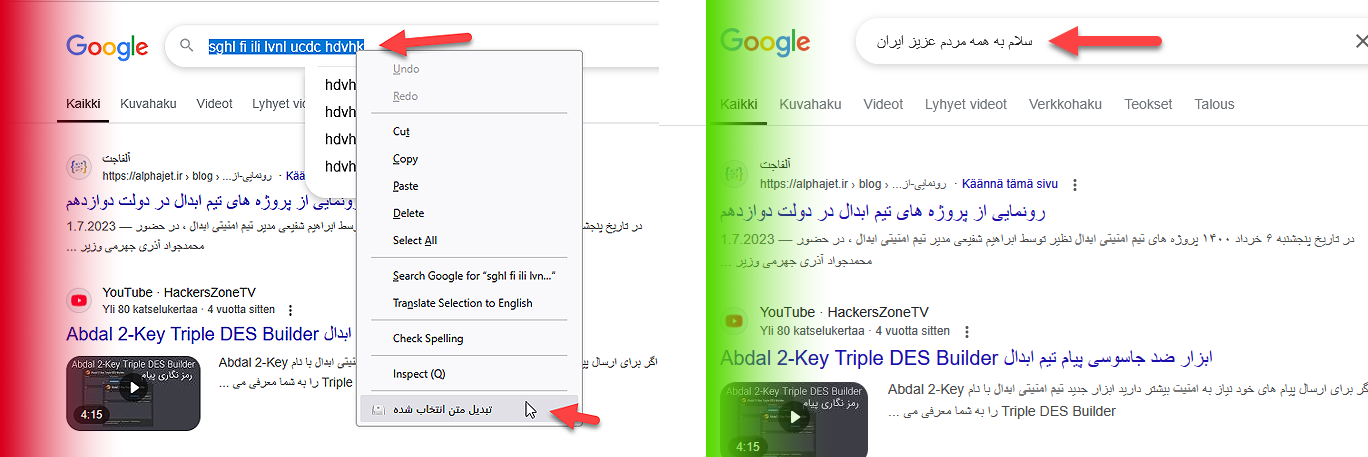 Google
sghl fi ili lvnl ucdc hdvhk
hdvh
hdvh
hdvh
hdvh
Kaikki Kuvahaku Videot Lyhyet vid
آلفاجت
https://alphajet.ir › blog › رونمایی-از... · Kää
رونمایی از پروژه های تیم ابدال در دولت دوازدهم
در تاریخ پنجشنبه
توسط ابراهیم شفیعی مدیر تیم امنیتی ابدال ، در حضور — 1.7.2023
محمدجواد آذری جهرمی وزیر ...
YouTube · HackersZoneTV
Yli 80 katselukertaa · 4 vuotta sitten
Abdal 2-Key Triple DES Builder ابدال
Abdal 2-Key Triple DES Builder
رمز نگاری پیام
4:15
اگر برای ارسال پیام
امنیتی ابدال با نام Abdal 2-Key
Triple را به شما معرفی می ...
Undo
Redo
Cut
Copy
Paste
Delete
Select All
Search Google for “sghl fi ili lvn...”
Translate Selection to English
Check Spelling
Inspect (Q)
تبدیل متن انتخاب شده
Google
سلام به همه مردم عزیز ایران
Kaikki Kuvahaku Videot Lyhyet videot Verkkohaku Teokset Talous
آلفاجت
https://alphajet.ir › blog › رونمایی-از... · Käännä tämä sivu
رونمایی از پروژه های تیم ابدال در دولت دوازدهم
در تاریخ پنجشنبه ۶ خرداد ۱۴۰۰ پروژه های تیم امنیتی ابدال نظیر توسط ابراهیم شفیعی مدیر تیم امنیتی ابدال ، در حضور — 1.7.2023
محمدجواد آذری جهرمی وزیر ...
YouTube · HackersZoneTV
Yli 80 katselukertaa · 4 vuotta sitten
Abdal 2-Key Triple DES Builder ابزار ضد جاسوسی پیام تیم ابدال
Abdal 2-Key Triple DES Builder
رمز نگاری پیام
4:15
اگر برای ارسال پیام های خود نیاز به امنیت بیشتر دارید ابزار جدید تیم امنیتی ابدال با نام Abdal 2-Key
Triple DES Builder را به شما معرفی می ...